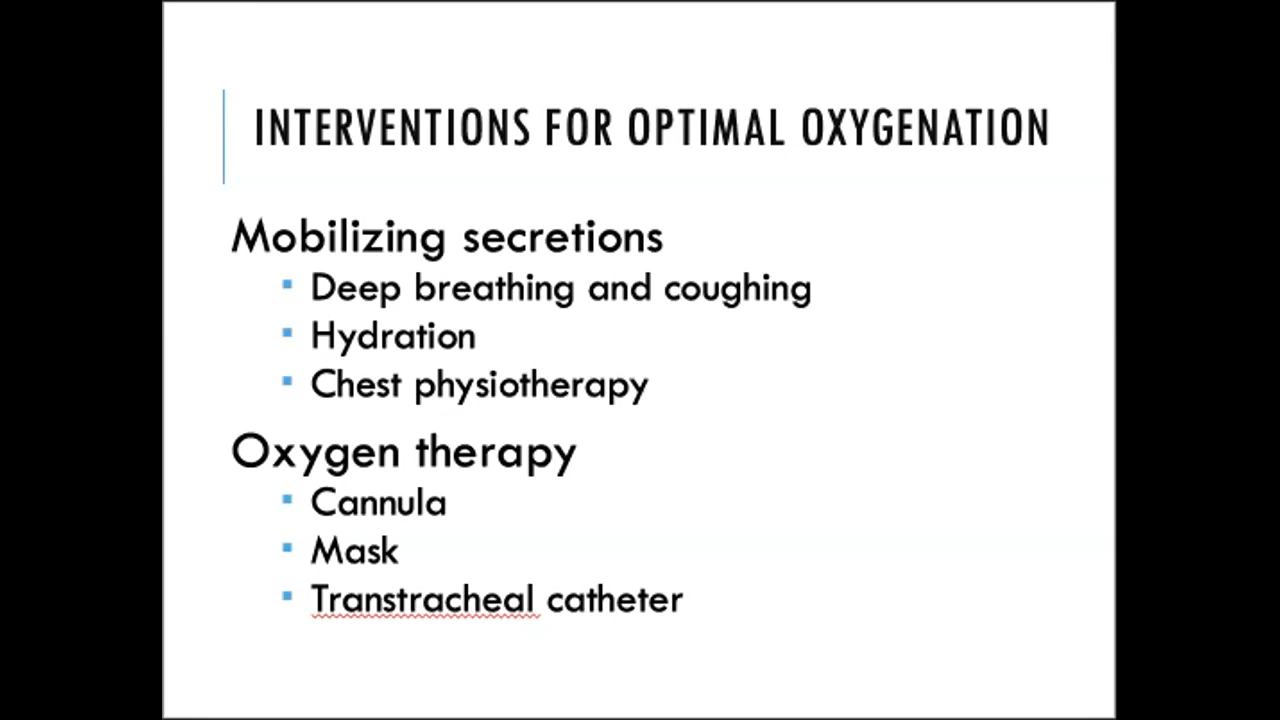 INTERVENTIONS FOR OPTIMAL OXYGENATION
Mobilizing secretions
▪ Deep breathing and coughing
▪ Hydration
▪ Chest physiotherapy
Oxygen therapy
▪ Cannula
▪ Mask
▪ Transtracheal catheter